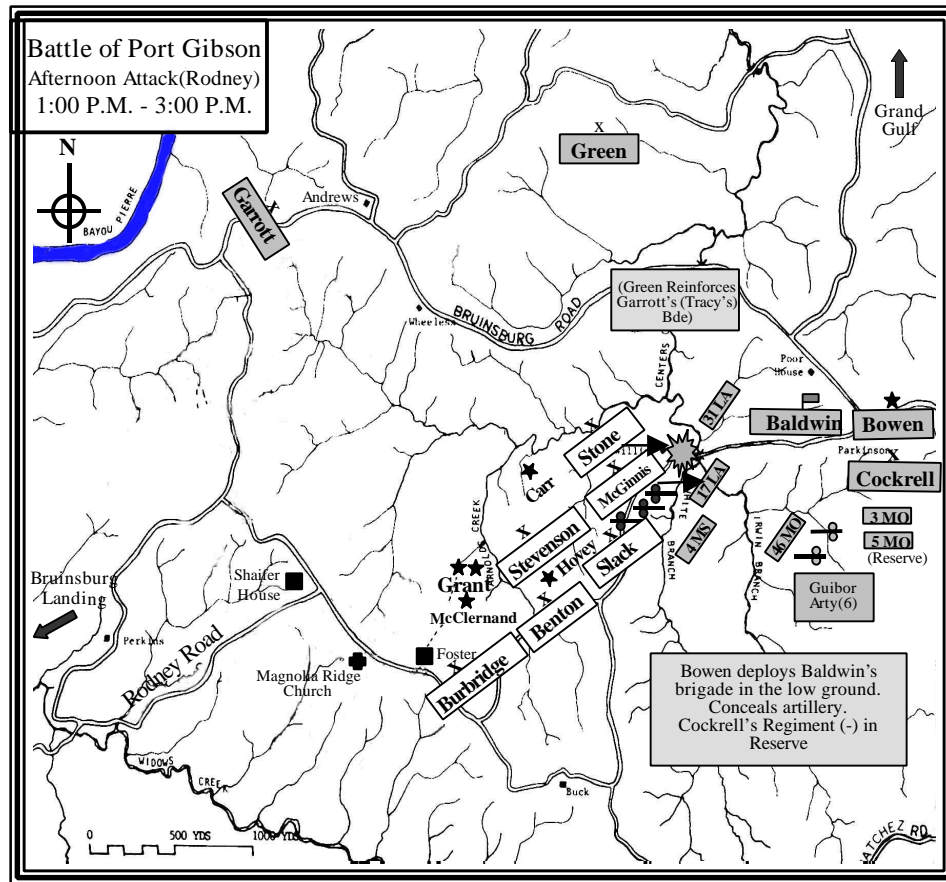 Battle of Port Gibson
Afternoon Attack(Rodney)
1:00 P.M. - 3:00 P.M.
N
Grand
Gulf
x
Green
BAYOU PIERRE
x
Garrott
Andrews
(Green Reinforces
Garrott's (Tracy's)
Bde)
Wheeless
BRUINSBURG ROAD
CENTERS
Poor
House
31 LA
Baldwin
Bowen
Parkinson
x
Cockrell
x
Stone
Carr
x
McGinnis
17 LA
WHITE
BRANCH
4 MS
IRWIN BRANCH
46 MO
3 MO
5 MO
(Reserve)
Guibor
Arty(6)
ARNOLDS CREEK
x
Stevenson
Hovey
x
Slack
Grant
McClernand
x
Benton
x
Burbridge
Bruinsburg
Landing
Shaifer
House
Perkins
Rodney Road
Magnolia Ridge
Church
Foster
Bowen deploys Baldwin's
brigade in the low ground.
Conceals artillery.
Cockrell's Regiment (-) in
Reserve
WIDOWS
CREEK
Buck
0 500 YDS 1000 YDS
ATCHEZ RD